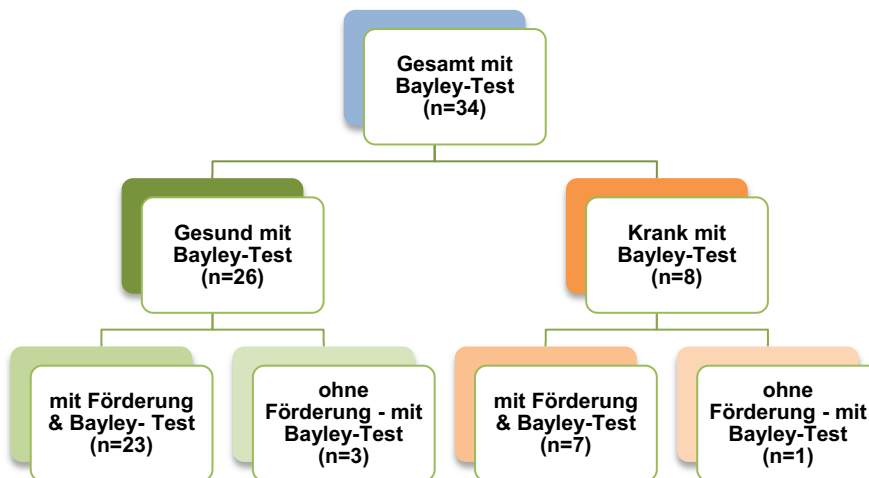 Gesamt mit
Bayley-Test
(n=34)
Gesund mit
Bayley-Test
(n=26)
Krank mit
Bayley-Test
(n=8)
mit Förderung
& Bayley- Test
(n=23)
ohne
Förderung - mit
Bayley-Test
(n=3)
mit Förderung
& Bayley-Test
(n=7)
ohne
Förderung - mit
Bayley-Test
(n=1)